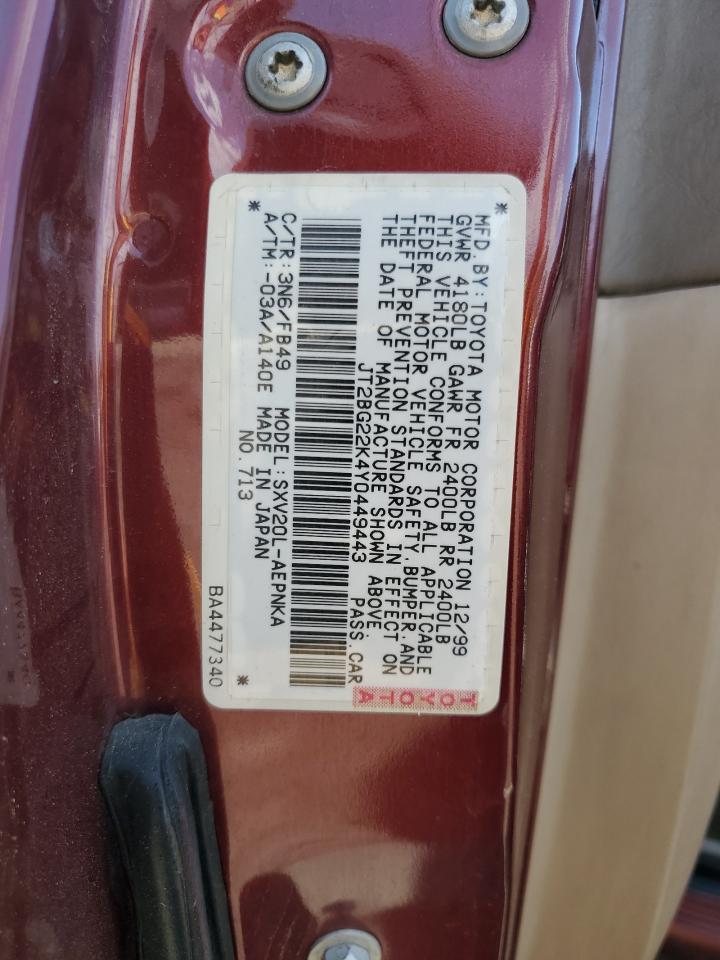 *
MFD.BY:TOYOTA MOTOR CORPORATION 12/99
GVWR 4180LB GAWR FR 2400LB RR 2400LB
THIS VEHICLE CONFORMS TO ALL APPLICABLE
FEDERAL MOTOR VEHICLE SAFETY,BUMPER,AND
THEFT PREVENTION STANDARDS IN EFFECT ON
THE DATE OF MANUFACTURE SHOWN ABOVE.
JT2BG22K4Y0449443 PASS.CAR
TOYOTA
C/TR:3N6/FB49 MODEL:SXV20L-AEPNKA
A/TM:-03A/A140E MADE IN JAPAN
* NO.713 *
BA4477340